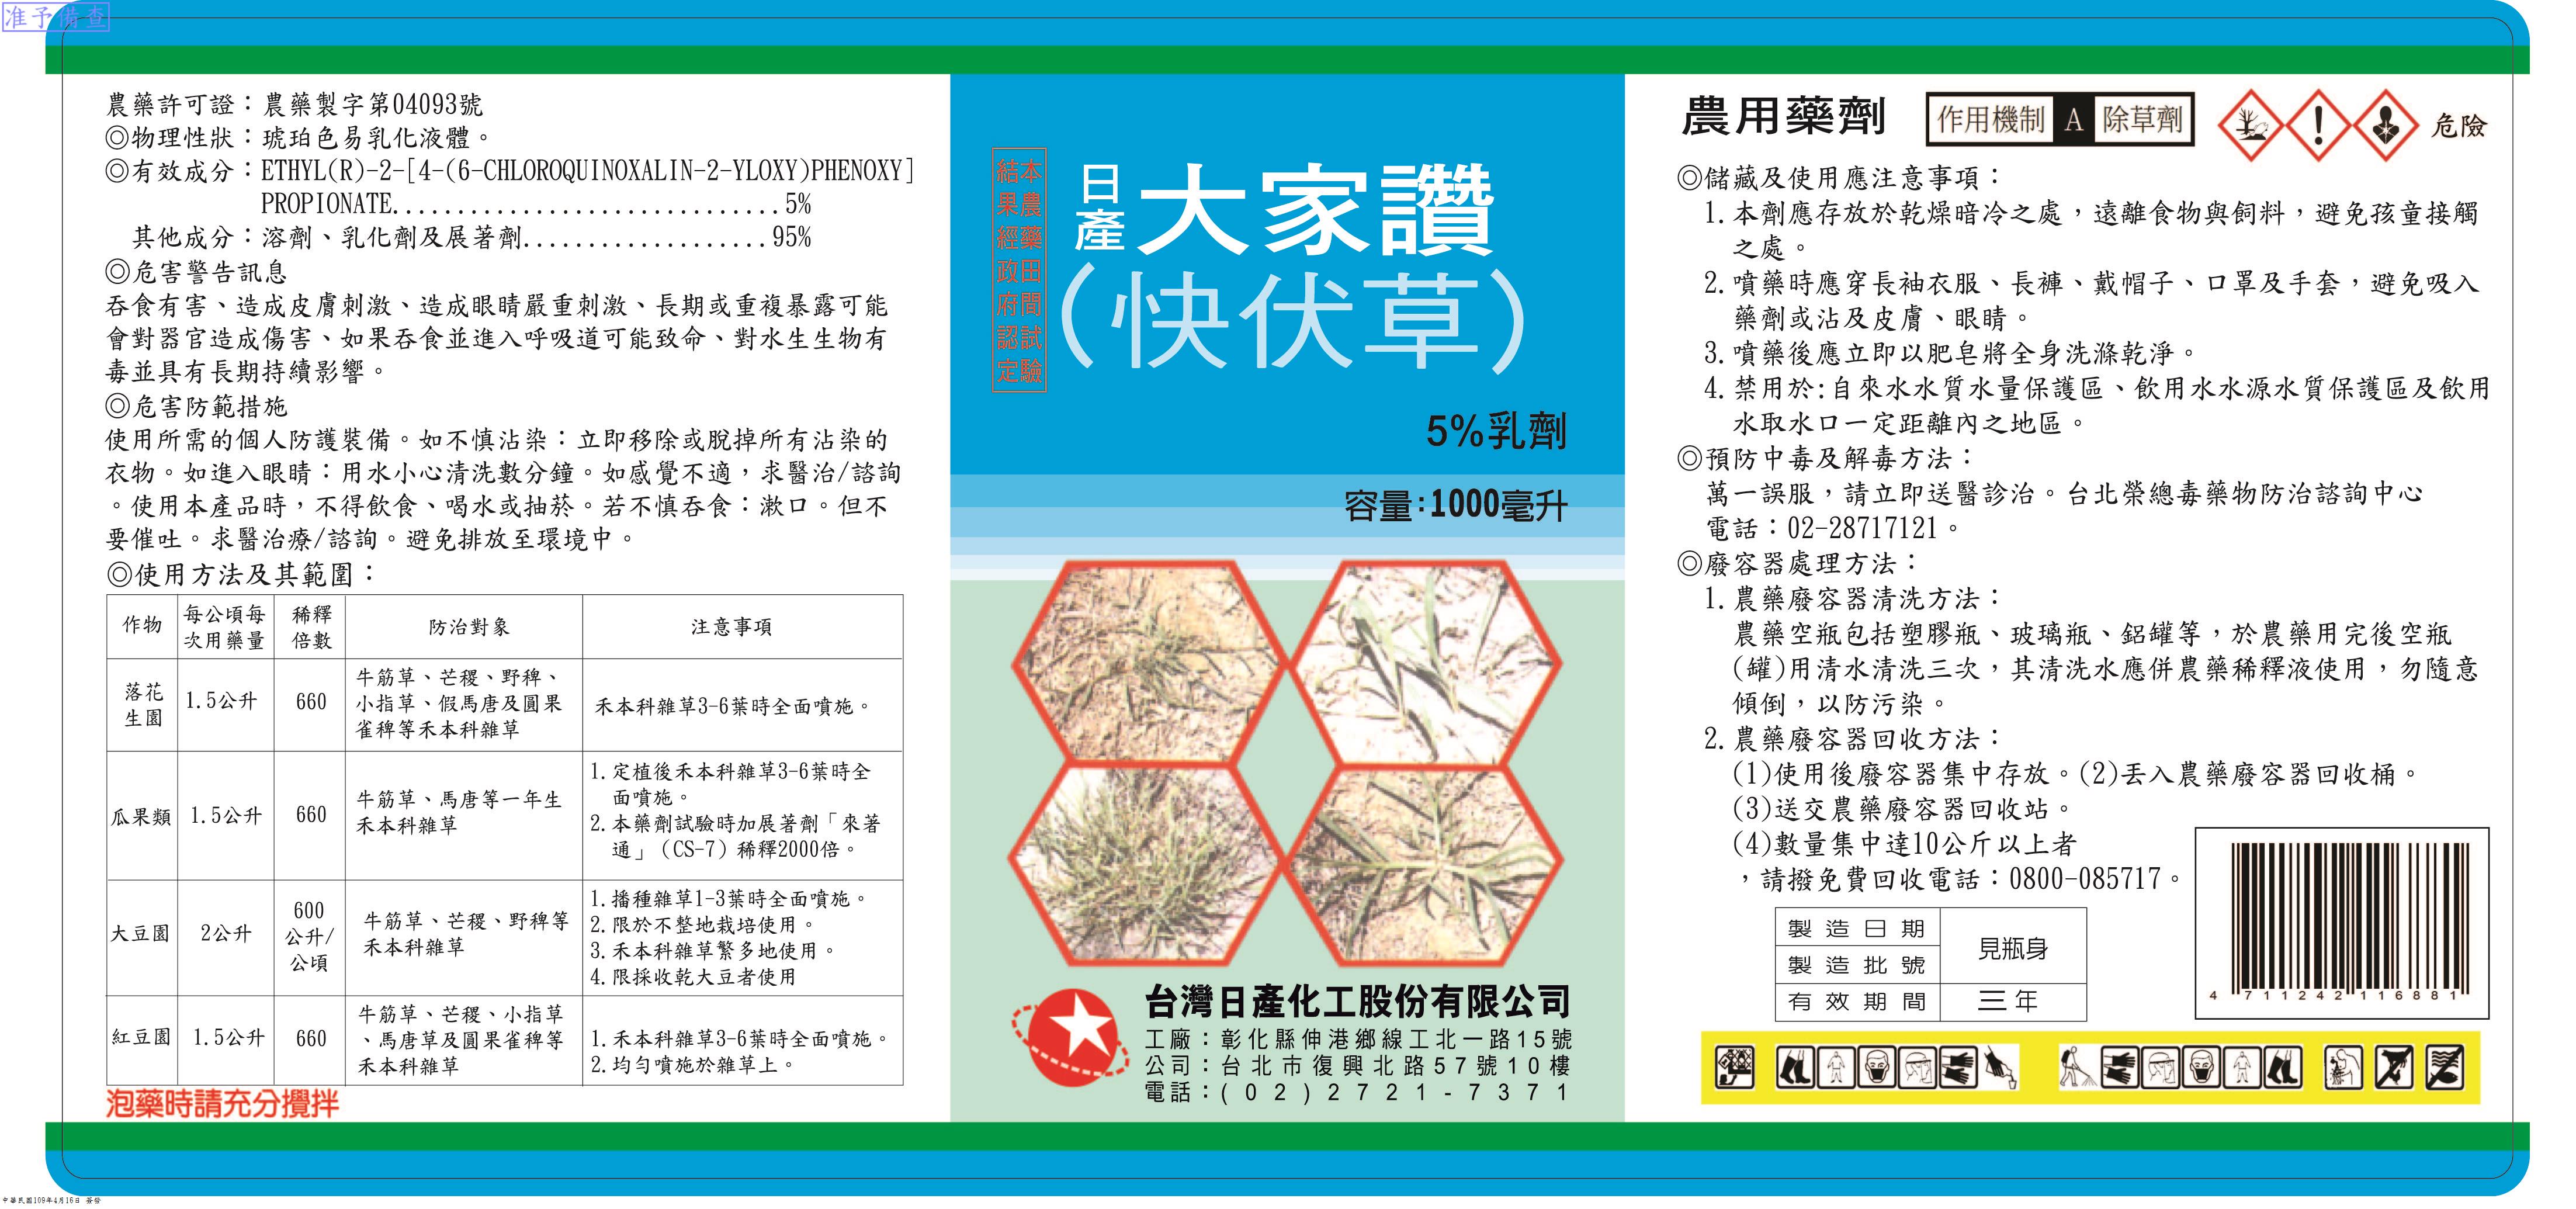 准予備查
農藥許可證：農藥製字第04093號
◎物理性狀：琥珀色易乳化液體。
◎有效成分：ETHYL(R)-2-[4-(6-CHLOROQUINOXALIN-2-YLOXY)PHENOXY]
PROPIONATE..............................5%
其他成分：溶劑、乳化劑及展著劑...................95%
◎危害警告訊息
吞食有害、造成皮膚刺激、造成眼睛嚴重刺激、長期或重複暴露可能
會對器官造成傷害、如果吞食並進入呼吸道可能致命、對水生生物有
毒並具有長期持續影響。
◎危害防範措施
使用所需的個人防護裝備。如不慎沾染：立即移除或脫掉所有沾染的
衣物。如進入眼睛：用水小心清洗數分鐘。如感覺不適，求醫治/諮詢
。使用本產品時，不得飲食、喝水或抽菸。若不慎吞食：漱口。但不
要催吐。求醫治療/諮詢。避免排放至環境中。
◎使用方法及其範圍：
作物 每公頃每次用藥量 稀釋倍數 防治對象 注意事項
落花生園 1.5公升 660 牛筋草、芒稷、野稗、
小指草、假馬唐及圓果
雀稗等禾本科雜草
禾本科雜草3-6葉時全面噴施。
瓜果類 1.5公升 660 牛筋草、馬唐等一年生
禾本科雜草
1.定植後禾本科雜草3-6葉時全
面噴施。
2.本藥劑試驗時加展著劑「來著
通」（CS-7）稀釋2000倍。
大豆園 2公升 600公升/公頃 牛筋草、芒稷、野稗等
禾本科雜草
1.播種雜草1-3葉時全面噴施。
2.限於不整地栽培使用。
3.禾本科雜草繁多地使用。
4.限採收乾大豆者使用
紅豆園 1.5公升 660 牛筋草、芒稷、小指草
、馬唐草及圓果雀稗等
禾本科雜草
1.禾本科雜草3-6葉時全面噴施。
2.均勻噴施於雜草上。
泡藥時請充分攪拌
本農藥田間試驗
結果經政府認定
日產
大家讚
（快伏草）
5%乳劑
容量:1000毫升
台灣日產化工股份有限公司
工廠：彰化縣伸港鄉線工北一路15號
公司：台北市復興北路57號10樓
電話：(02)2721-7371
農用藥劑 作用機制 A 除草劑 危險
◎儲藏及使用應注意事項：
1.本劑應存放於乾燥暗冷之處，遠離食物與飼料，避免孩童接觸
之處。
2.噴藥時應穿長袖衣服、長褲、戴帽子、口罩及手套，避免吸入
藥劑或沾及皮膚、眼睛。
3.噴藥後應立即以肥皂將全身洗滌乾淨。
4.禁用於:自來水水質水量保護區、飲用水水源水質保護區及飲用
水取水口一定距離內之地區。
◎預防中毒及解毒方法：
萬一誤服，請立即送醫診治。台北榮總毒藥物防治諮詢中心
電話：02-28717121。
◎廢容器處理方法：
1.農藥廢容器清洗方法：
農藥空瓶包括塑膠瓶、玻璃瓶、鋁罐等，於農藥用完後空瓶
(罐)用清水清洗三次，其清洗水應併農藥稀釋液使用，勿隨意
傾倒，以防污染。
2.農藥廢容器回收方法：
(1)使用後廢容器集中存放。(2)丟入農藥廢容器回收桶。
(3)送交農藥廢容器回收站。
(4)數量集中達10公斤以上者
，請撥免費回收電話：0800-085717。
製造日期 見瓶身
製造批號
有效期間 三年
4 711242 116881
中華民國109年4月16日 簽發